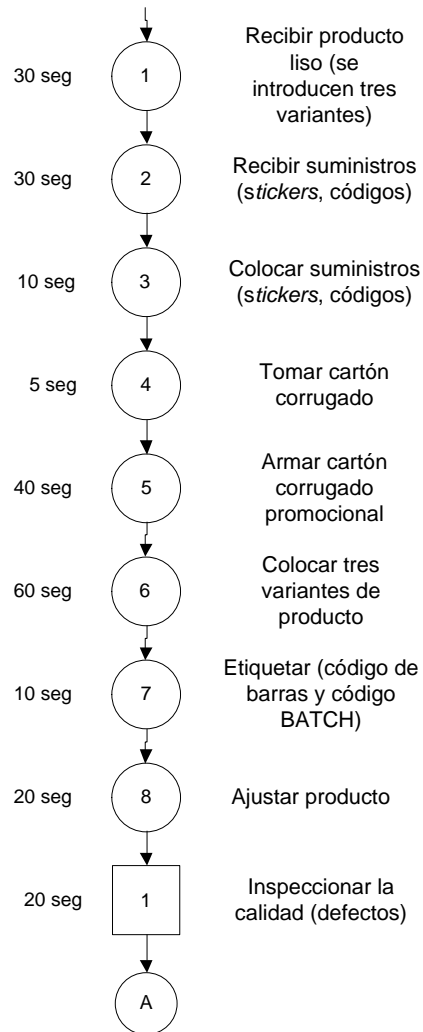 Recibir producto
liso (se
introducen tres
variantes)
30 seg
1
Recibir suministros
(stickers, códigos)
30 seg
2
Colocar suministros
(stickers, códigos)
10 seg
3
Tomar cartón
corrugado
5 seg
4
Armar cartón
corrugado
promocional
40 seg
5
Colocar tres
variantes de
producto
60 seg
6
Etiquetar (código de
barras y código
BATCH)
10 seg
7
Ajustar producto
20 seg
8
Inspeccionar la
calidad (defectos)
20 seg
1
A